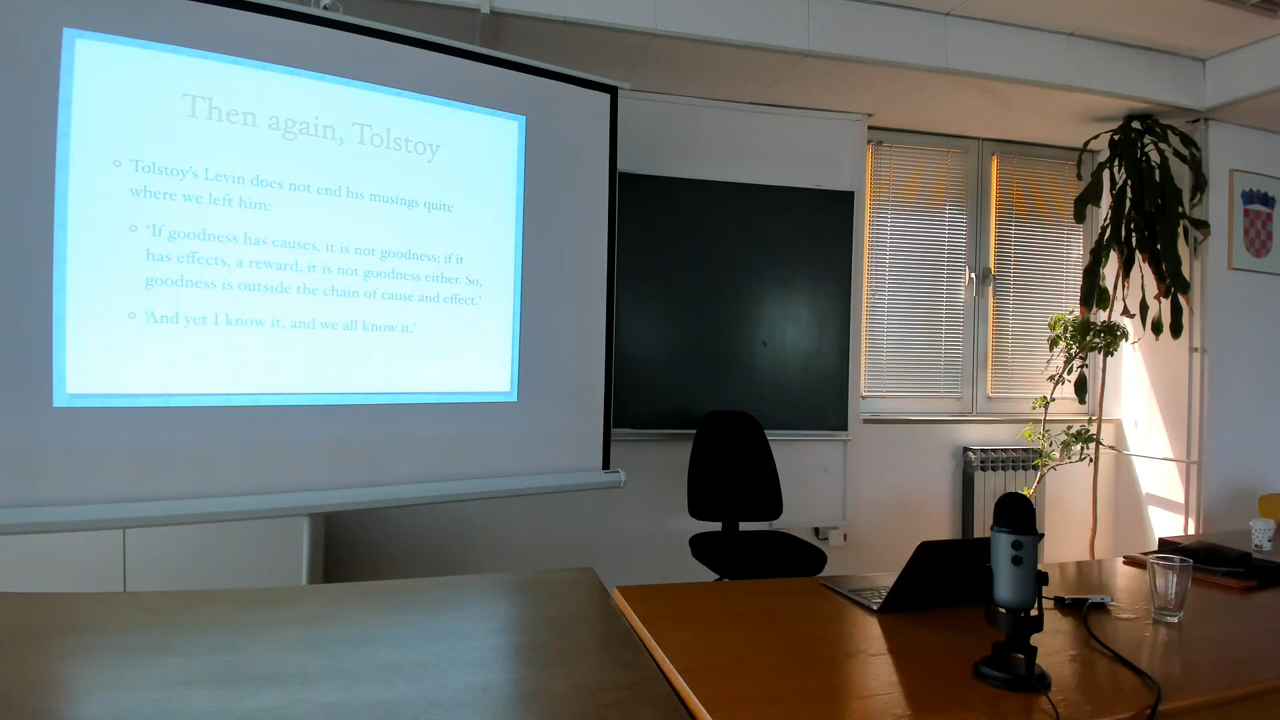 Then again, Tolstoy
Tolstoy's Levin does not end his musings quite
where we left him:
'If goodness has causes, it is not goodness; if it
has effects, a reward, it is not goodness either. So,
goodness is outside the chain of cause and effect.'
'And yet I know it, and we all know it.'